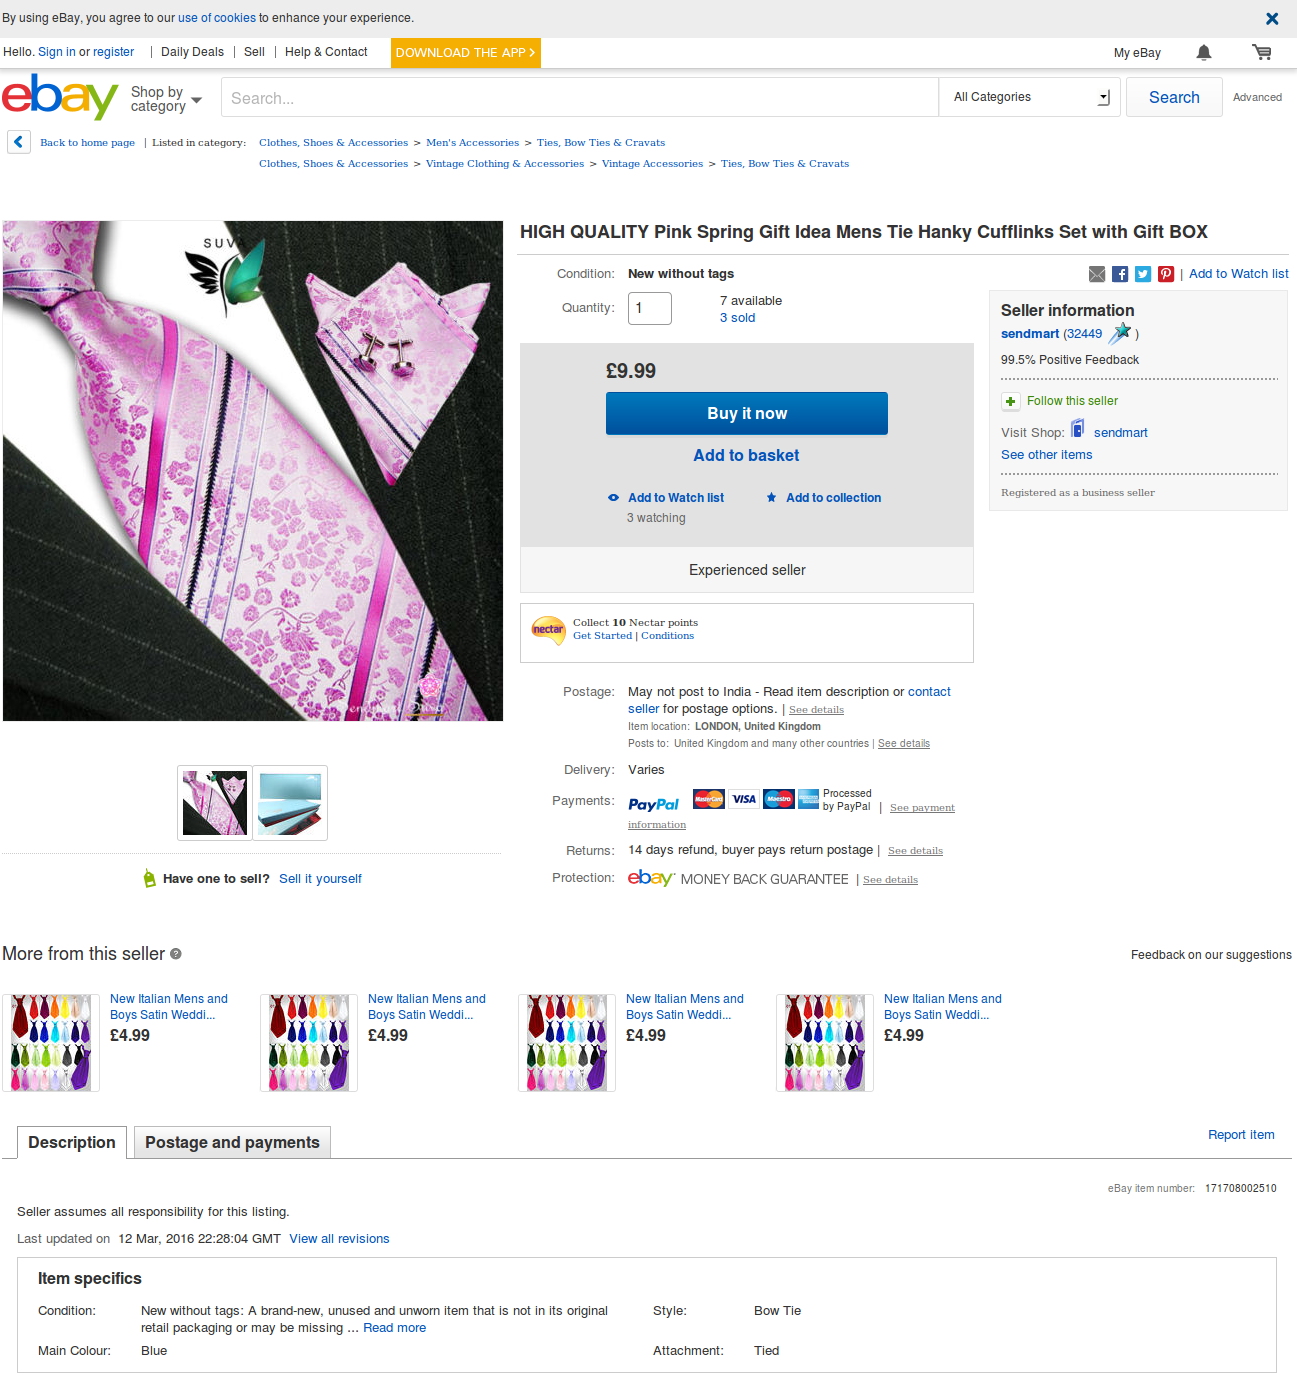 By using eBay, you agree to our use of cookies to enhance your experience.
Hello. Sign in or register | Daily Deals | Sell | Help & Contact DOWNLOAD THE APP > My eBay
ebay Shop by category Search... All Categories Search Advanced
Back to home page | Listed in category: Clothes, Shoes & Accessories > Men's Accessories > Ties, Bow Ties & Cravats
Clothes, Shoes & Accessories > Vintage Clothing & Accessories > Vintage Accessories > Ties, Bow Ties & Cravats
SUVA
HIGH QUALITY Pink Spring Gift Idea Mens Tie Hanky Cufflinks Set with Gift BOX
Condition: New without tags
Quantity: 1 7 available
3 sold
£9.99
Buy it now
Add to basket
Add to Watch list Add to collection
3 watching
Experienced seller
nectar Collect 10 Nectar points
Get Started | Conditions
Postage: May not post to India - Read item description or contact
seller for postage options. | See details
Item location: LONDON, United Kingdom
Posts to: United Kingdom and many other countries | See details
Delivery: Varies
Payments: PayPal MasterCard VISA Maestro Processed
by PayPal | See payment
information
Returns: 14 days refund, buyer pays return postage | See details
Protection: ebay MONEY BACK GUARANTEE | See details
| Add to Watch list
Seller information
sendmart (32449 )
99.5% Positive Feedback
Follow this seller
Visit Shop: sendmart
See other items
Registered as a business seller
Have one to sell? Sell it yourself
More from this seller ? Feedback on our suggestions
New Italian Mens and
Boys Satin Weddi...
£4.99
New Italian Mens and
Boys Satin Weddi...
£4.99
New Italian Mens and
Boys Satin Weddi...
£4.99
New Italian Mens and
Boys Satin Weddi...
£4.99
Description Postage and payments Report item
eBay item number: 171708002510
Seller assumes all responsibility for this listing.
Last updated on 12 Mar, 2016 22:28:04 GMT View all revisions
Item specifics
Condition: New without tags: A brand-new, unused and unworn item that is not in its original
retail packaging or may be missing ... Read more
Style: Bow Tie
Main Colour: Blue Attachment: Tied